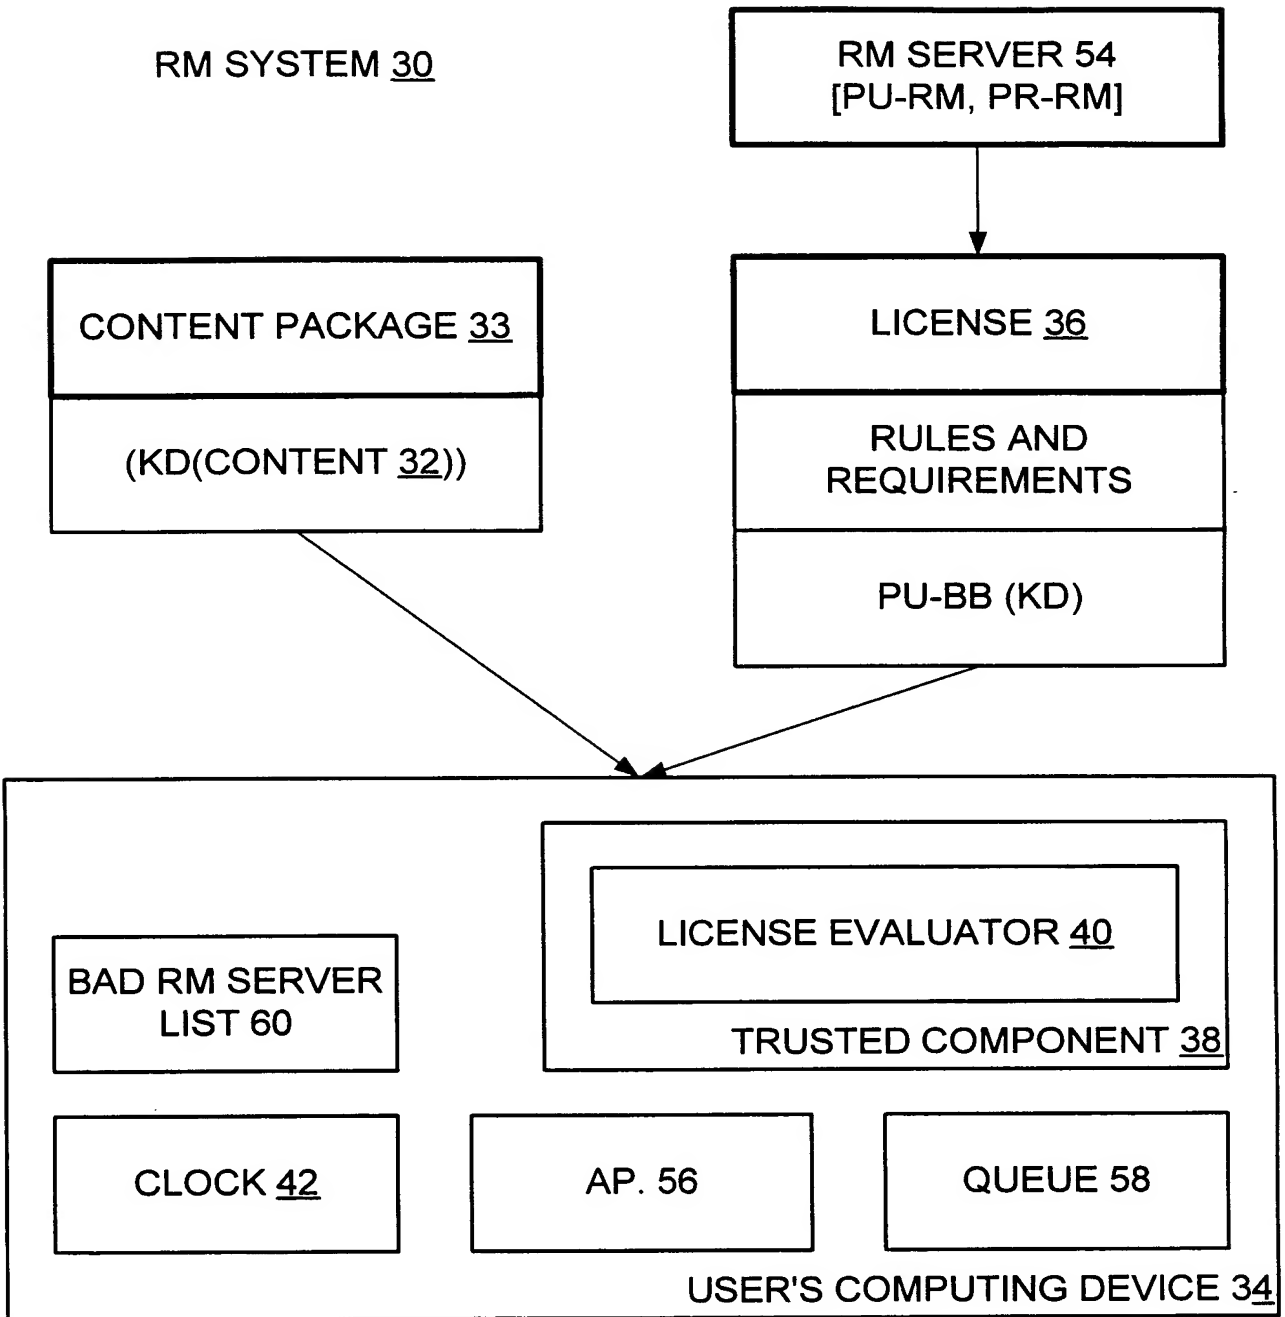 RM SYSTEM 30
RM SERVER 54
[PU-RM, PR-RM]
CONTENT PACKAGE 33
(KD(CONTENT 32))
LICENSE 36
RULES AND
REQUIREMENTS
PU-BB (KD)
LICENSE EVALUATOR 40
TRUSTED COMPONENT 38
BAD RM SERVER
LIST 60
CLOCK 42
AP. 56
QUEUE 58
USER'S COMPUTING DEVICE 34